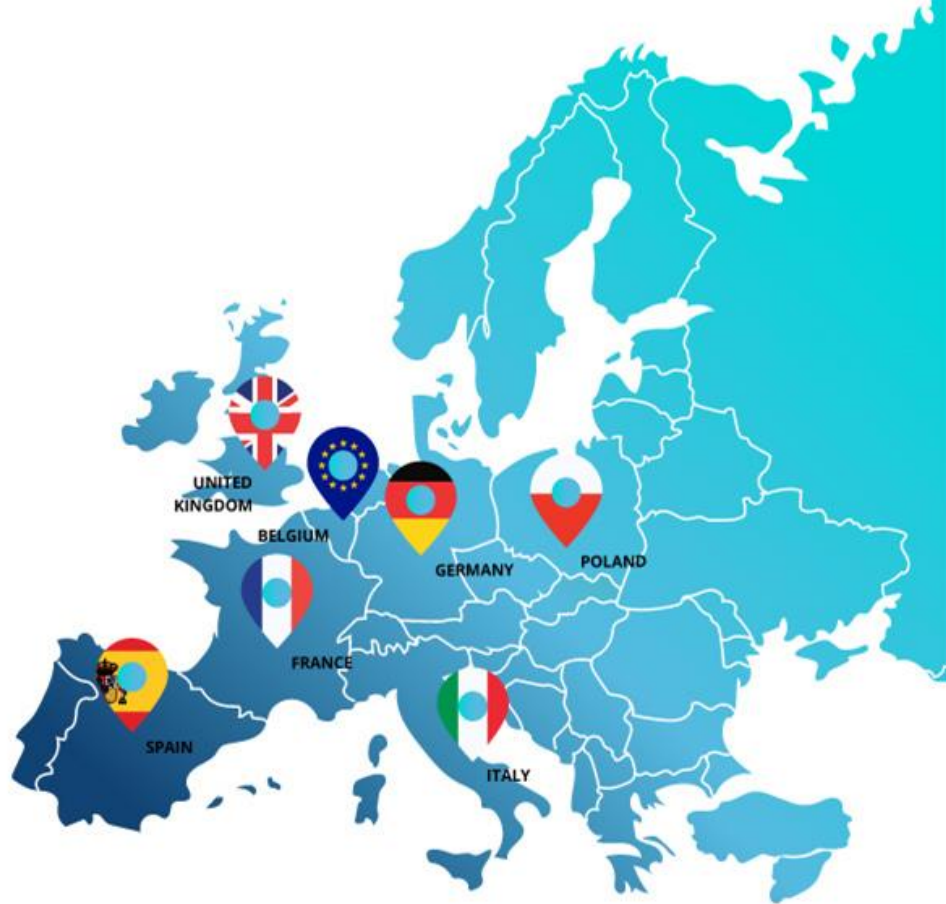 UNITED
KINGDOM
BELGIUM
GERMANY
POLAND
FRANCE
SPAIN
ITALY